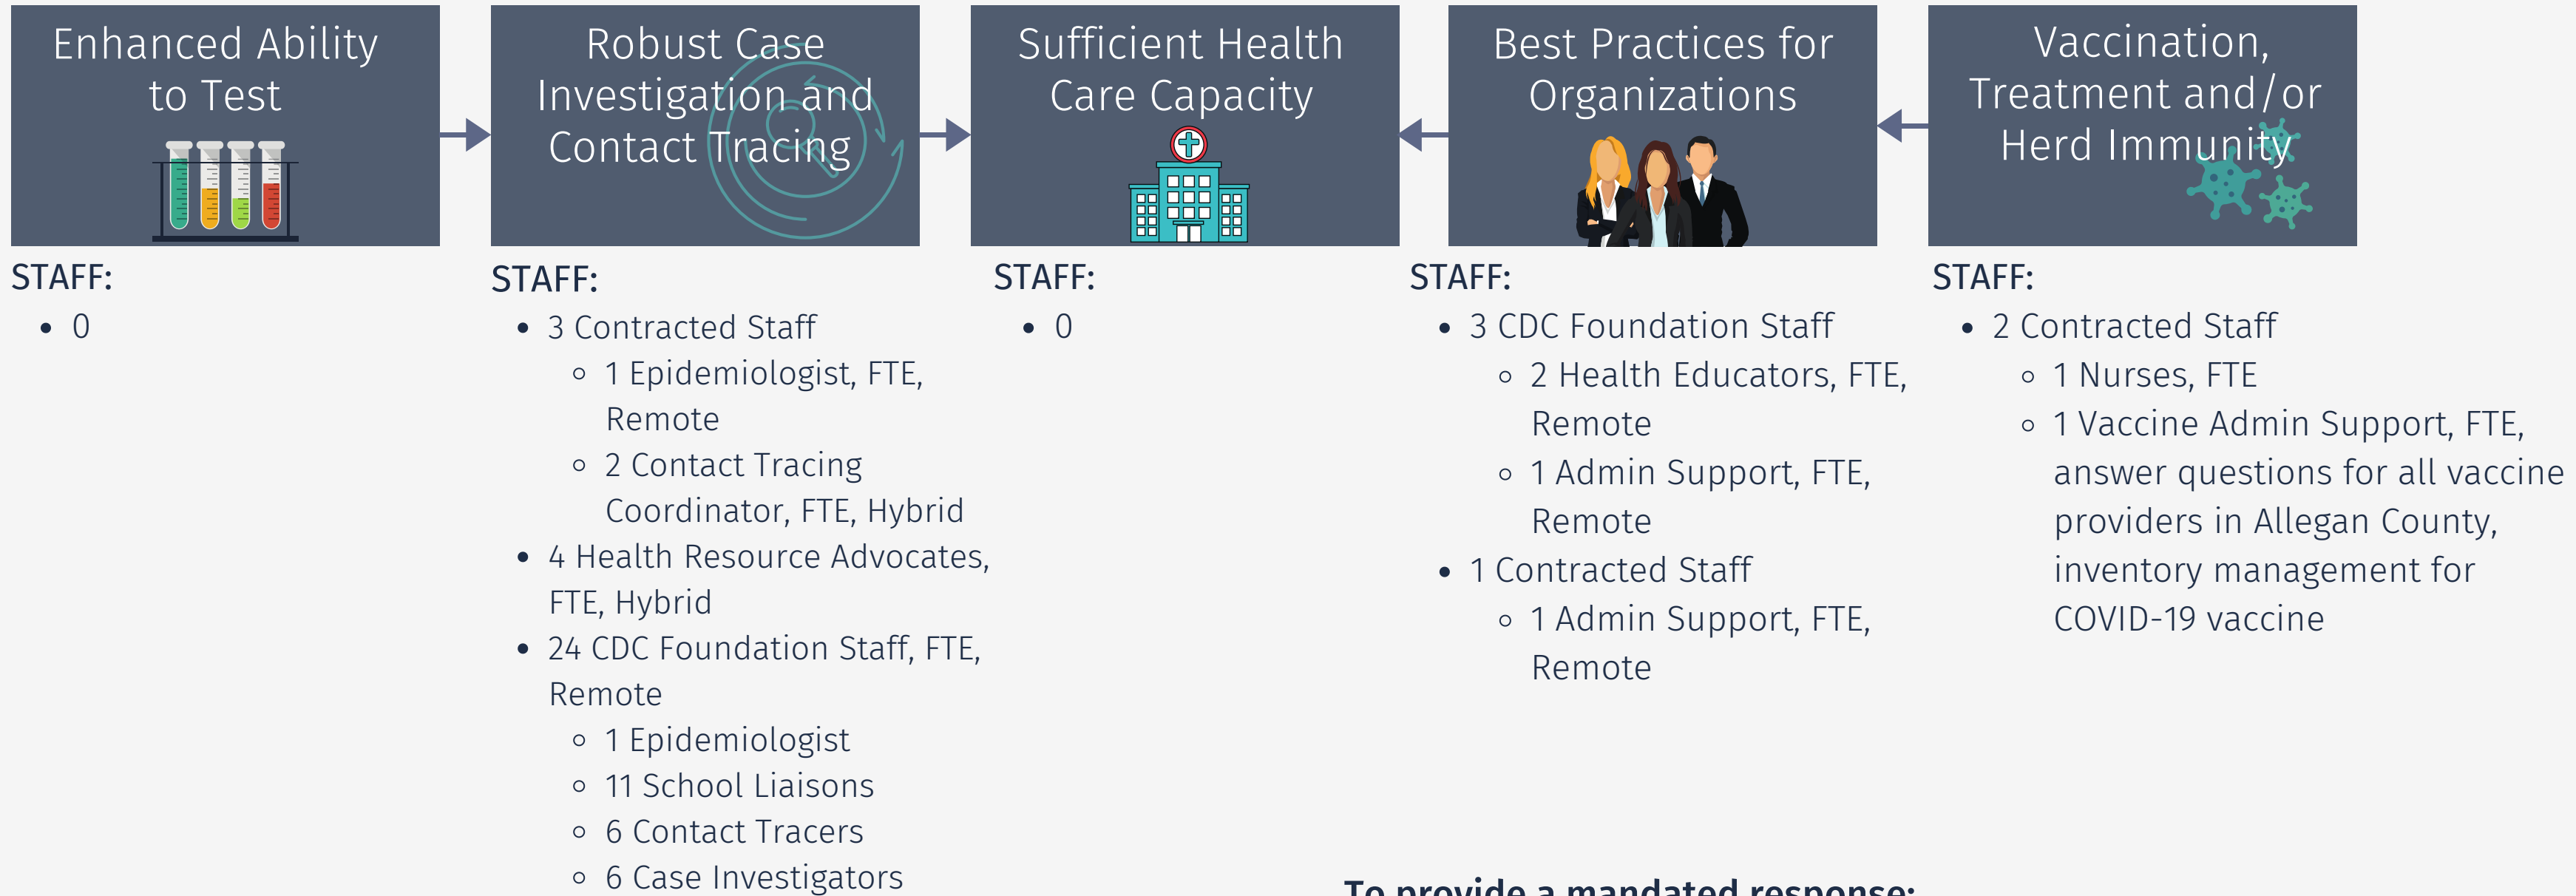 Enhanced Ability
to Test
Robust Case
Investigation and
Contact Tracing
Sufficient Health
Care Capacity
Best Practices for
Organizations
Vaccination,
Treatment and/or
Herd Immunity
STAFF:
• 0
STAFF:
• 3 Contracted Staff
◦ 1 Epidemiologist, FTE,
Remote
◦ 2 Contact Tracing
Coordinator, FTE, Hybrid
• 4 Health Resource Advocates,
FTE, Hybrid
• 24 CDC Foundation Staff, FTE,
Remote
◦ 1 Epidemiologist
◦ 11 School Liaisons
◦ 6 Contact Tracers
◦ 6 Case Investigators
STAFF:
• 0
STAFF:
• 3 CDC Foundation Staff
◦ 2 Health Educators, FTE,
Remote
◦ 1 Admin Support, FTE,
Remote
• 1 Contracted Staff
◦ 1 Admin Support, FTE,
Remote
STAFF:
• 2 Contracted Staff
◦ 1 Nurses, FTE
◦ 1 Vaccine Admin Support, FTE,
answer questions for all vaccine
providers in Allegan County,
inventory management for
COVID-19 vaccine
To provide a mandated response: